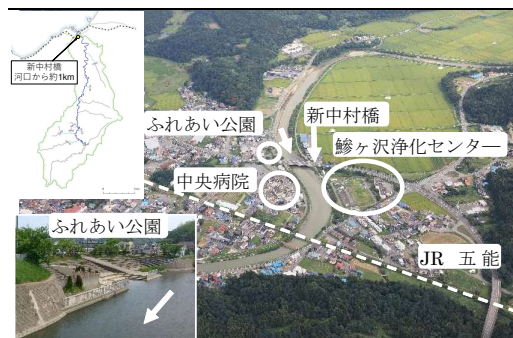 新中村橋
河口から約1km
新中村橋
ふれあい公園
鰺ヶ沢浄化センター
中央病院
ふれあい公園
JR 五能